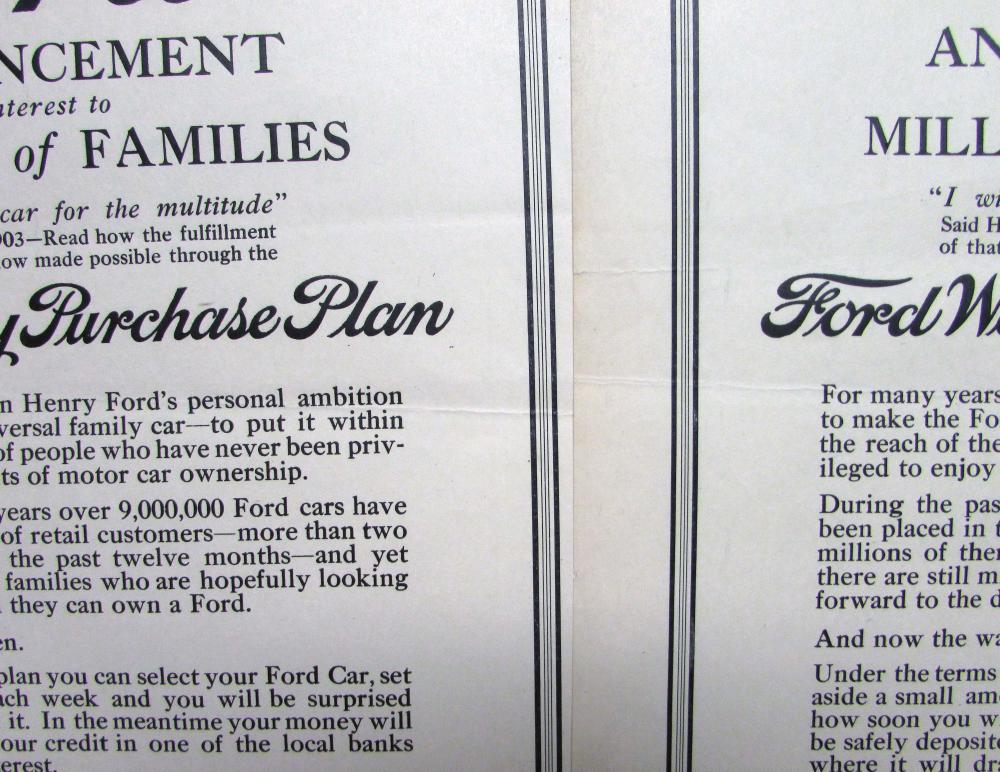 NCEMENT
nterest to
of FAMILIES
car for the multitude”
903—Read how the fulfillment
ow made possible through the
y Purchase Plan
n Henry Ford's personal ambition
versal family car—to put it within
of people who have never been priv-
ts of motor car ownership.
years over 9,000,000 Ford cars have
of retail customers—more than two
the past twelve months—and yet
families who are hopefully looking
they can own a Ford.
en.
plan you can select your Ford Car, set
ach week and you will be surprised
it. In the meantime your money will
our credit in one of the local banks
erest.
AN
MILL
“I wi
Said H
of that
Ford We
For many years
to make the Fo
the reach of the
ileged to enjoy
During the pas
been placed in t
millions of ther
there are still m
forward to the d
And now the wa
Under the terms
aside a small am
how soon you w
be safely deposite
where it will dra